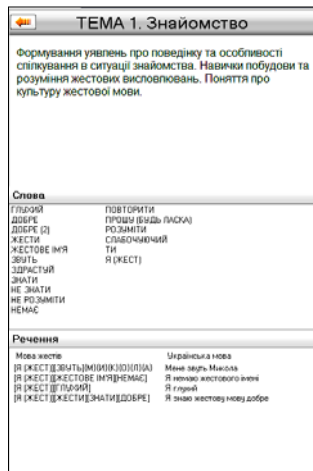 ТЕМА 1. Знайомство
Формування уявлень про поведінку та особливості
спілкування в ситуації знайомства. Навички побудови та
розуміння жестових висловлювань. Поняття про
культуру жестової мови.
Слова
ГЛУХИЙ ПОВТОРИТИ
ДОБРЕ ПРОШУ (БУДЬ ЛАСКА)
ДОБРЕ (2) РОЗУМІТИ
ЖЕСТИ СЛАБОЧУЮЧИЙ
ЖЕСТОВЕ ІМ'Я ТИ
ЗВУТЬ Я (ЖЕСТ)
ЗДРАСТУЙ
ЗНАТИ
НЕ ЗНАТИ
НЕ РОЗУМІТИ
НЕМАЄ
Речення
Мова жестів Українська мова
[Я (ЖЕСТ)][ЗВУТЬ](М)(И)(К)(О)(Л)(А) Мене звуть Микола
[Я (ЖЕСТ)][ЖЕСТОВЕ ІМ'Я][НЕМАЄ] Я немаю жестового імені
[Я (ЖЕСТ)][ГЛУХИЙ] Я глухий
[Я (ЖЕСТ)][ЖЕСТИ][ЗНАТИ][ДОБРЕ] Я знаю жестову мову добре